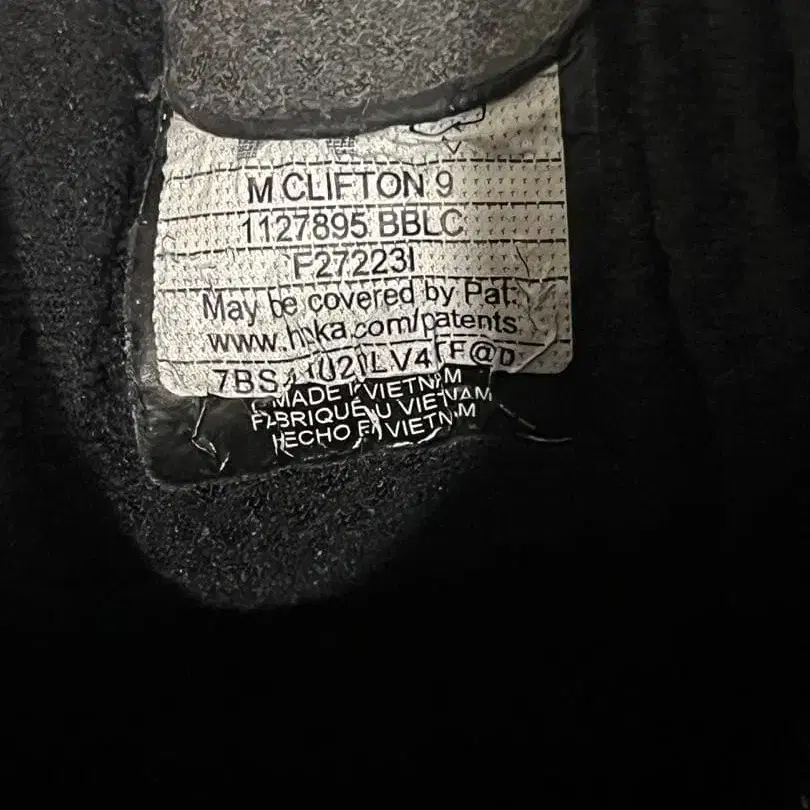 M CLIFTON 9
1127895 BBLC
F27223I
May be covered by Pat:
www.hoka.com/patents
MADE IN VIETNAM
FABRIQUÉ AU VIETNAM
HECHO EN VIETNAM